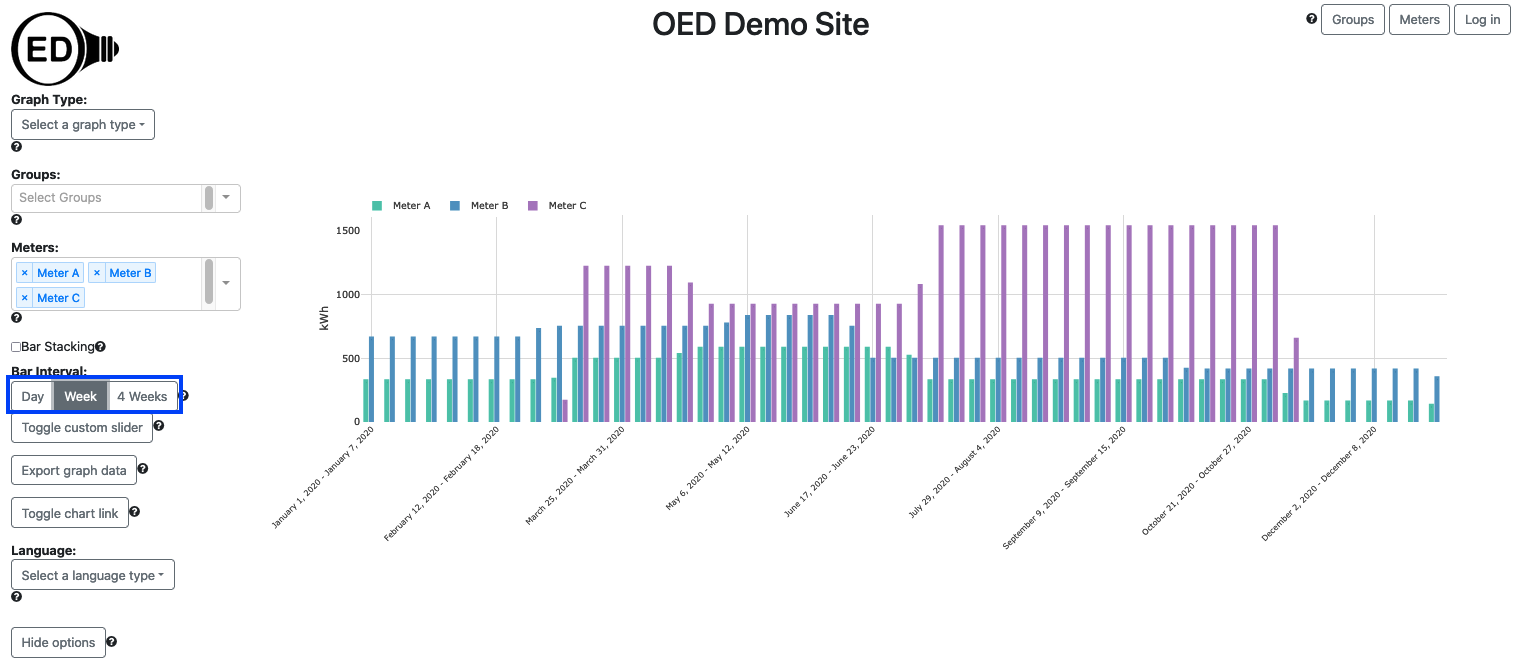 OED Demo Site
Groups
Meters
Log in
ED
Graph Type:
Select a graph type
Groups:
Select Groups
Meters:
× Meter A × Meter B
× Meter C
Bar Stacking
Bar Interval:
Day Week 4 Weeks
Toggle custom slider
Export graph data
Toggle chart link
Language:
Select a language type
Hide options
Meter A Meter B Meter C
kWh
1500
1000
500
0
January 1, 2020 - January 7, 2020
February 12, 2020 - February 18, 2020
March 25, 2020 - March 31, 2020
May 6, 2020 - May 12, 2020
June 17, 2020 - June 23, 2020
July 29, 2020 - August 4, 2020
September 9, 2020 - September 15, 2020
October 21, 2020 - October 27, 2020
December 2, 2020 - December 8, 2020